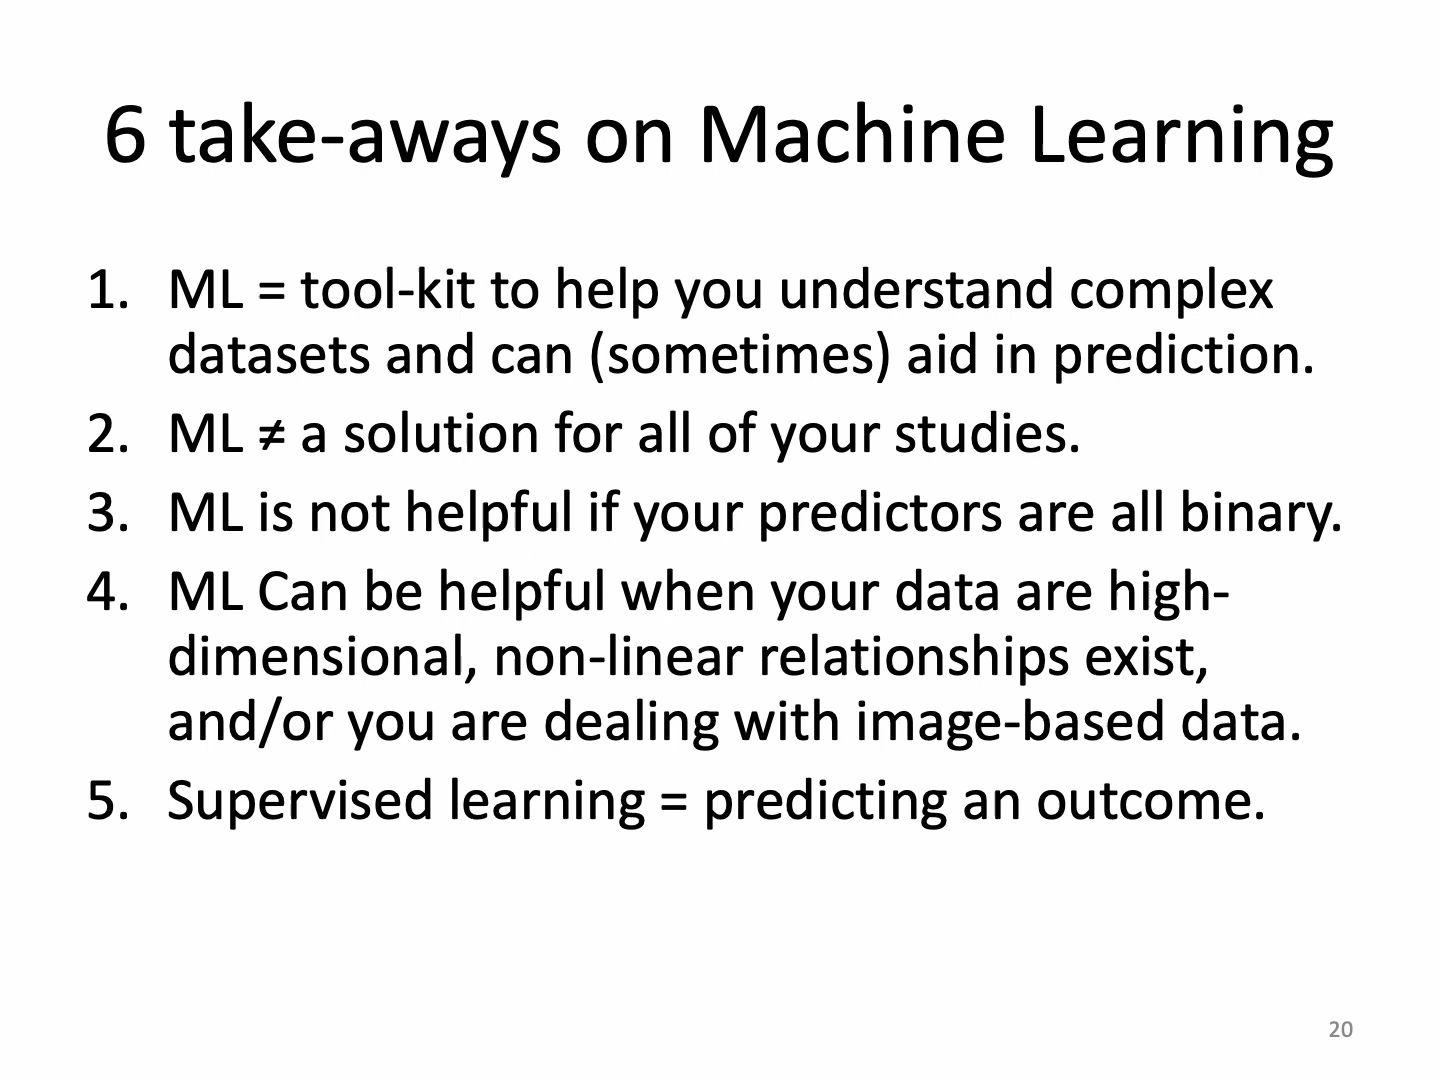 6 take-aways on Machine Learning
1. ML = tool-kit to help you understand complex
datasets and can (sometimes) aid in prediction.
2. ML ≠ a solution for all of your studies.
3. ML is not helpful if your predictors are all binary.
4. ML Can be helpful when your data are high-
dimensional, non-linear relationships exist,
and/or you are dealing with image-based data.
5. Supervised learning = predicting an outcome.
20